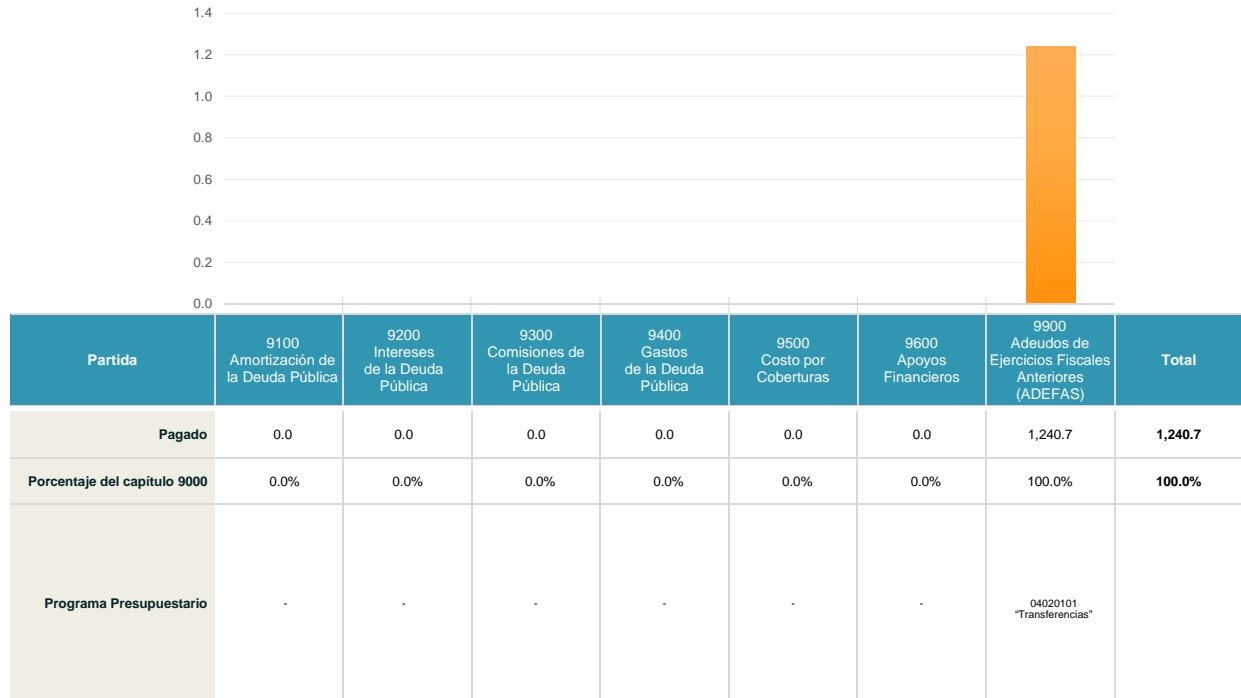 1.4
1.2
1.0
0.8
0.6
0.4
0.2
0.0
Partida
9100
Amortización de
la Deuda Pública
9200
Intereses
de la Deuda
Pública
9300
Comisiones de
la Deuda
Pública
9400
Gastos
de la Deuda
Pública
9500
Costo por
Coberturas
9600
Apoyos
Financieros
9900
Adeudos de
Ejercicios Fiscales
Anteriores
(ADEFAS)
Total
Pagado 0.0 0.0 0.0 0.0 0.0 0.0 1,240.7 1,240.7
Porcentaje del capítulo 9000 0.0% 0.0% 0.0% 0.0% 0.0% 0.0% 100.0% 100.0%
Programa Presupuestario - - - - - - 04020101
"Transferencias"